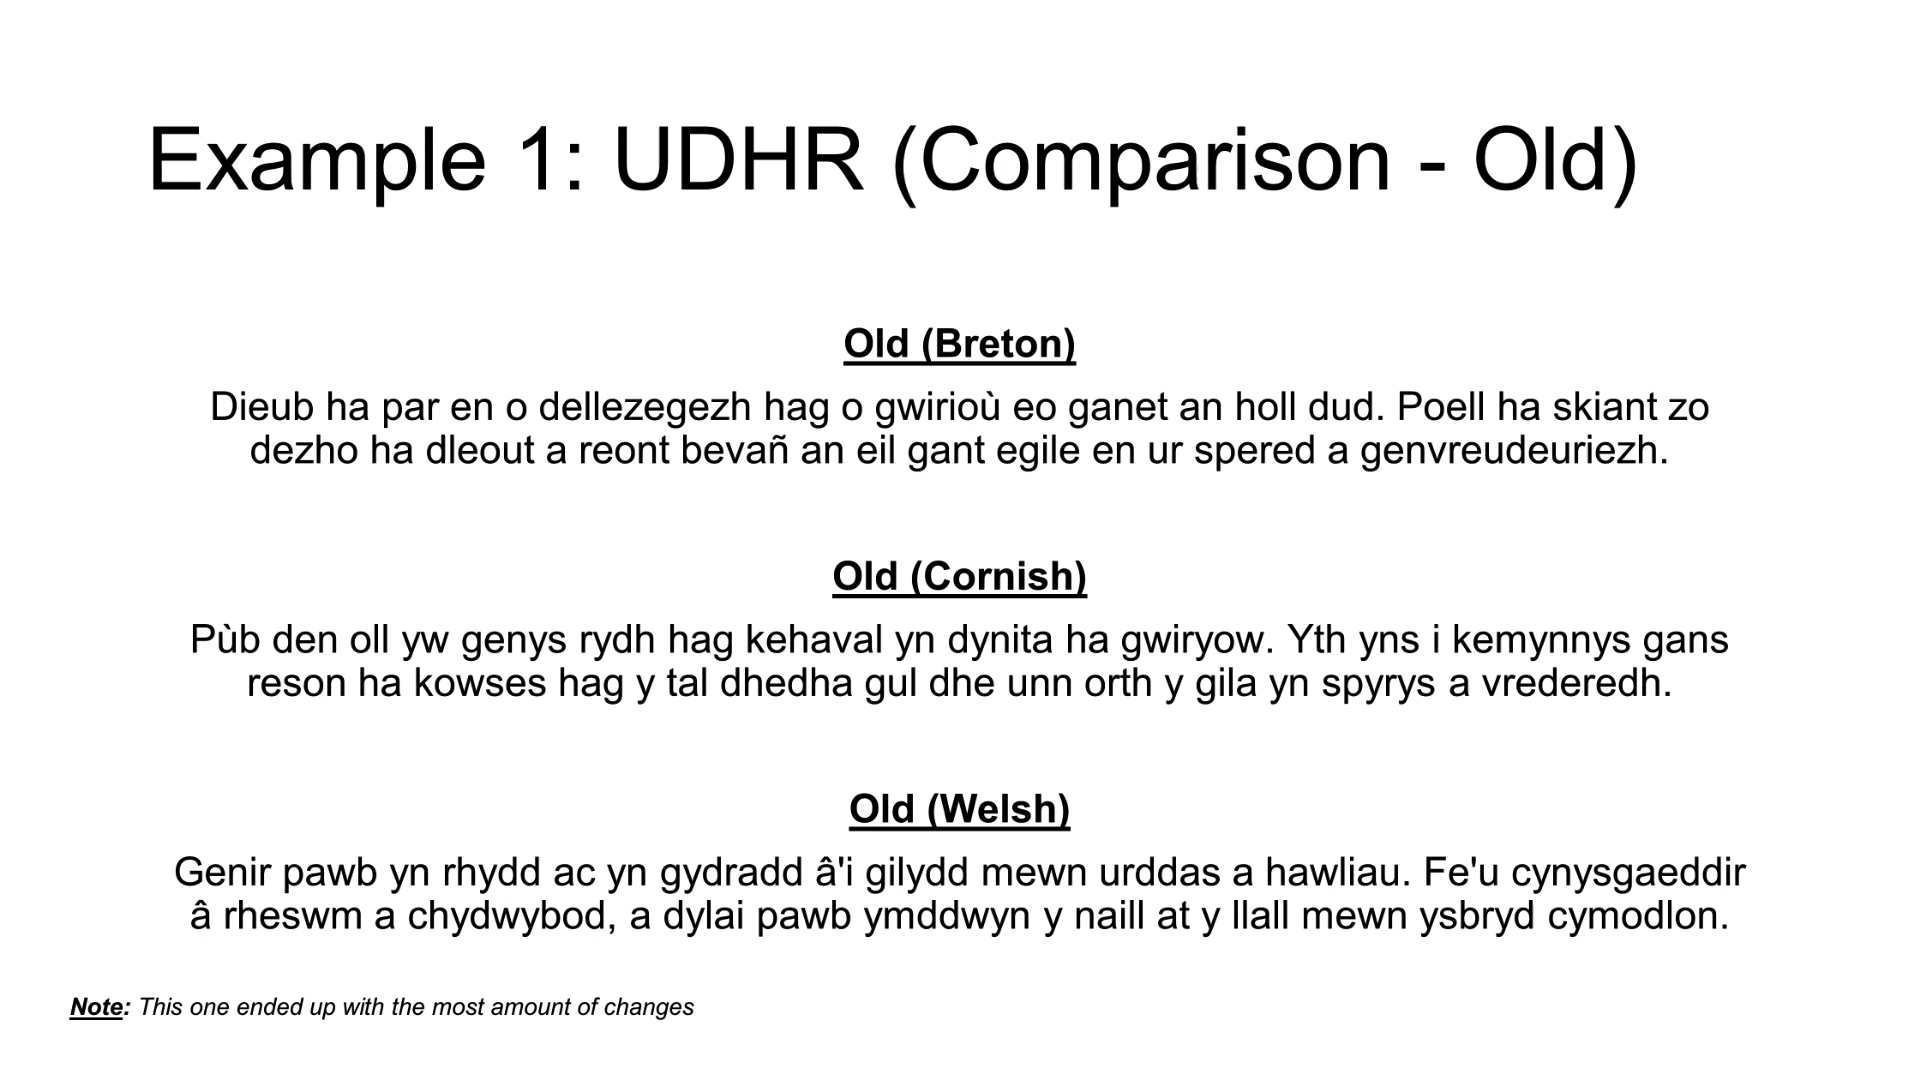 Example 1: UDHR (Comparison - Old)
Old (Breton)
Dieub ha par en o dellezegezh hag o gwirioù eo ganet an holl dud. Poell ha skiant zo
dezho ha dleout a reont bevañ an eil gant egile en ur spered a genvreudeuriezh.
Old (Cornish)
Pùb den oll yw genys rydh hag kehaval yn dynita ha gwiryow. Yth yns i kemynnys gans
reson ha kowses hag y tal dhedha gul dhe unn orth y gila yn spyrys a vrederedh.
Old (Welsh)
Genir pawb yn rhydd ac yn gydradd â'i gilydd mewn urddas a hawliau. Fe'u cynysgaeddir
â rheswm a chydwybod, a dylai pawb ymddwyn y naill at y llall mewn ysbryd cymodlon.
Note: This one ended up with the most amount of changes